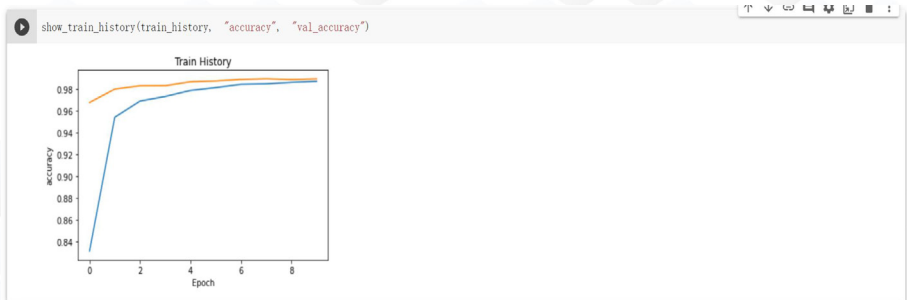 show_train_history(train_history, "accuracy", "val_accuracy")
Train History
0.98
0.96
0.94
0.92
0.90
0.88
0.86
0.84
accuracy
0 2 4 6 8
Epoch